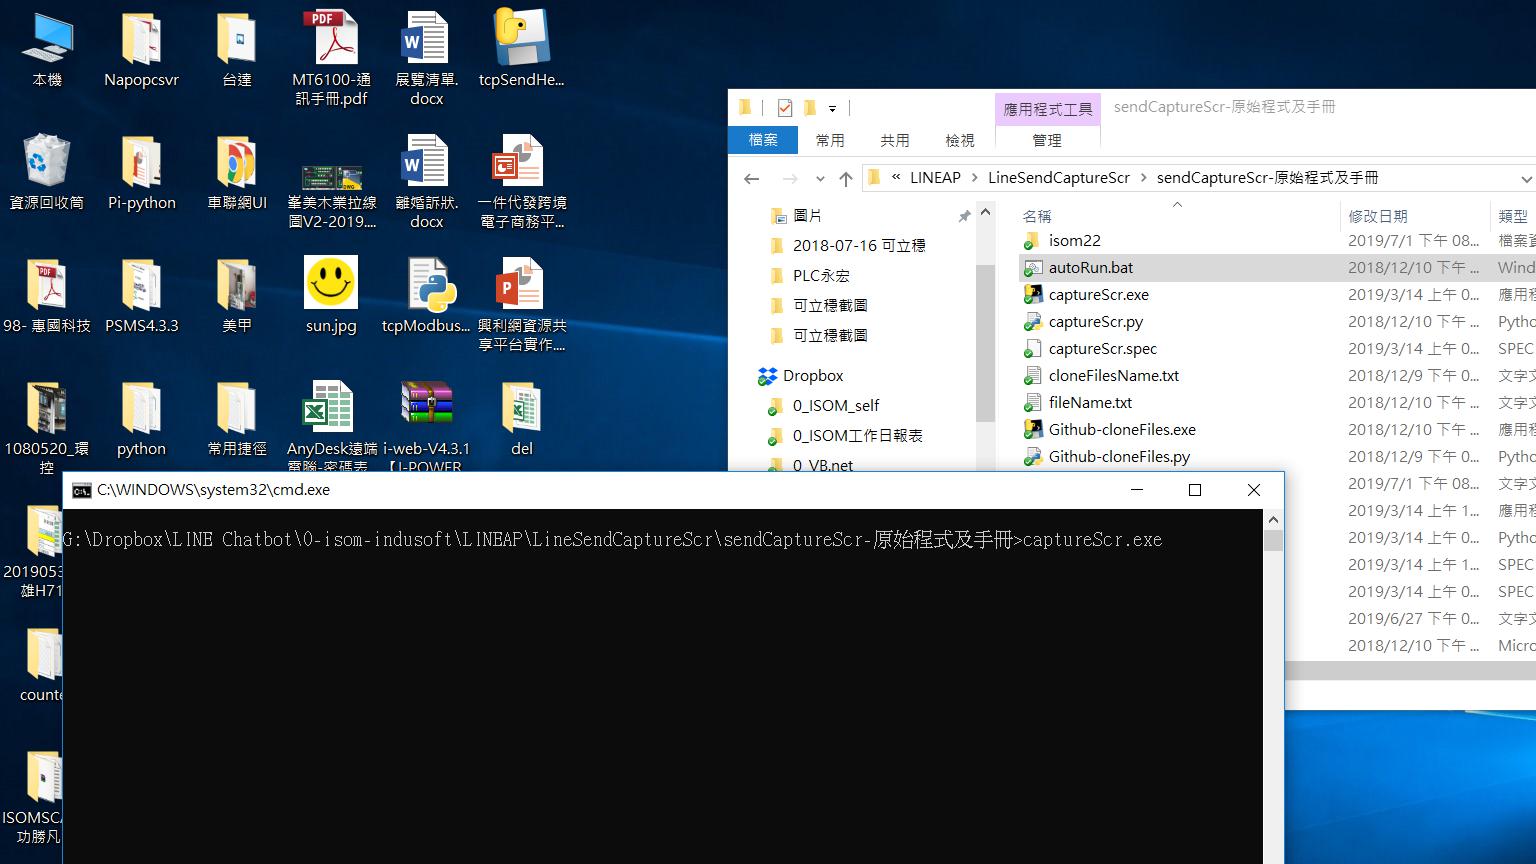 本機
Napopcsvr
台達
MT6100-通
訊手冊.pdf
展覽清單.
docx
tcpSendHe...
資源回收筒
Pi-python
車聯網UI
峯美木業拉線
圖V2-2019....
離婚訴狀.
docx
一件代發跨境
電子商務平...
98- 惠國科技
PSMS4.3.3
美甲
sun.jpg
tcpModbus...
興利網資源共
享平台實作....
1080520_環
控
python
常用捷徑
AnyDesk遠端
電腦-密碼表
i-web-V4.3.1
【I-POWER
del
2019053
雄H71
counte
ISOMSCA
功勝凡
應用程式工具
sendCaptureScr-原始程式及手冊
檔案
常用
共用
檢視
管理
« LINEAP > LineSendCaptureScr > sendCaptureScr-原始程式及手冊
圖片
2018-07-16 可立穩
PLC永宏
可立穩截圖
可立穩截圖
Dropbox
0_ISOM_self
0_ISOM工作日報表
0_VB.net
名稱 修改日期 類型
isom22 2019/7/1 下午 08... 檔案資
autoRun.bat 2018/12/10 下午 ... Wind
captureScr.exe 2019/3/14 上午 0... 應用程
captureScr.py 2018/12/10 下午 ... Pytho
captureScr.spec 2019/3/14 上午 0... SPEC
cloneFilesName.txt 2018/12/9 下午 0... 文字文
fileName.txt 2018/12/10 下午 ... 文字文
Github-cloneFiles.exe 2018/12/10 下午 0... 應用程
Github-cloneFiles.py 2018/12/9 下午 0... Pytho
2019/7/1 下午 08... 文字文
2019/3/14 上午 1... 應用程
2019/3/14 上午 0... Pytho
2019/3/14 上午 1... SPEC
2019/3/14 上午 0... SPEC
2019/6/27 下午 0... 文字文
2018/12/10 下午 ... Micro
C:\WINDOWS\system32\cmd.exe
G:\Dropbox\LINE Chatbot\0-isom-indusoft\LINEAP\LineSendCaptureScr\sendCaptureScr-原始程式及手冊>captureScr.exe